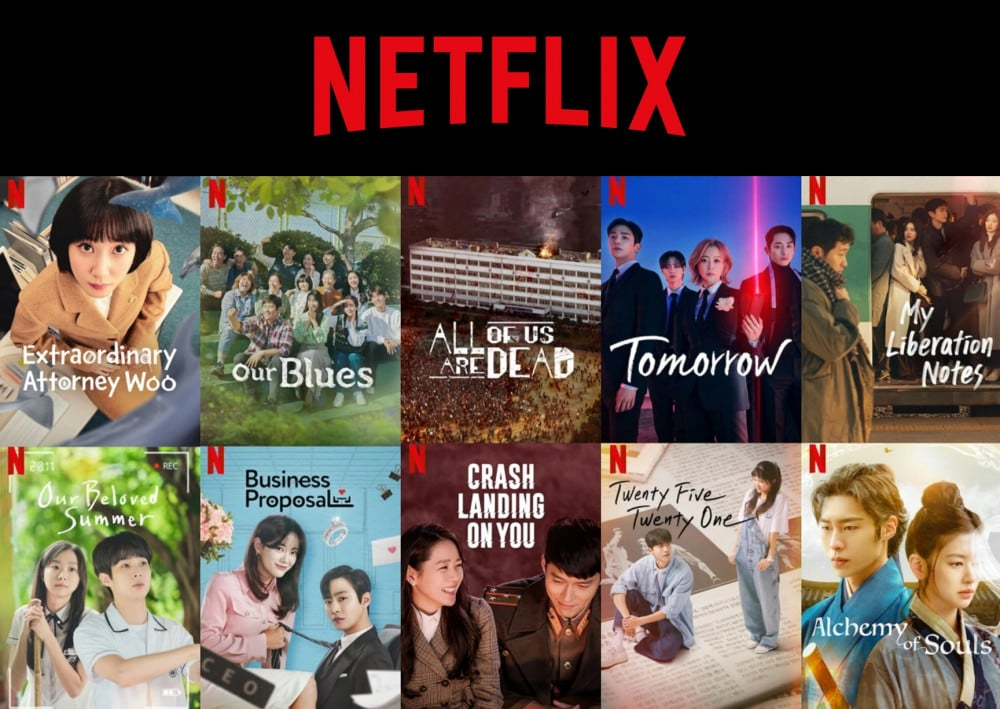 NETFLIX
N
Extraordinary
Attorney Woo
N
our Blues
N
ALL OF US
ARE DEAD
N
Tomorrow
N
My
Liberation
Notes
N
2011
REC
Our Beloved
Summer
N
Business
Proposal
CEO
N
CRASH
LANDING
ON YOU
N
Twenty Five
Twenty One
N
Alchemy
of Souls